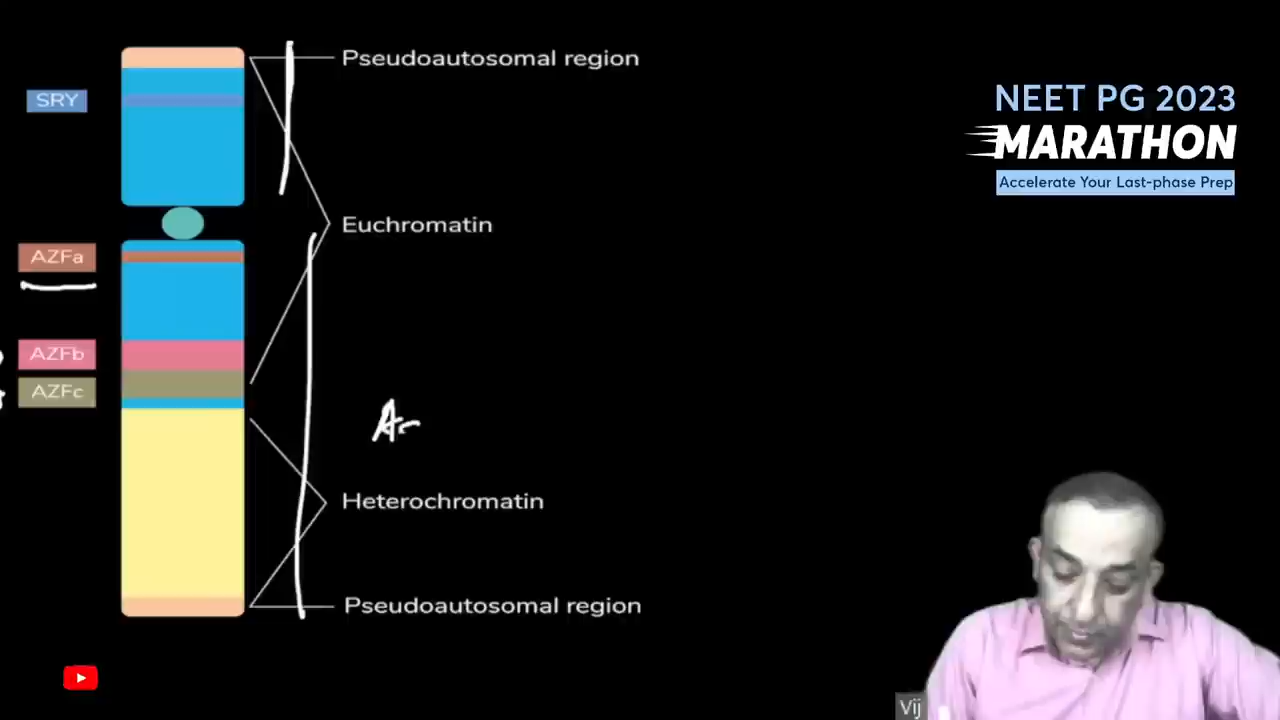 Pseudoautosomal region
SRY
Euchromatin
AZFa
AZFb
AZFc
Heterochromatin
Pseudoautosomal region
NEET PG 2023
MARATHON
Accelerate Your Last-phase Prep
Vij